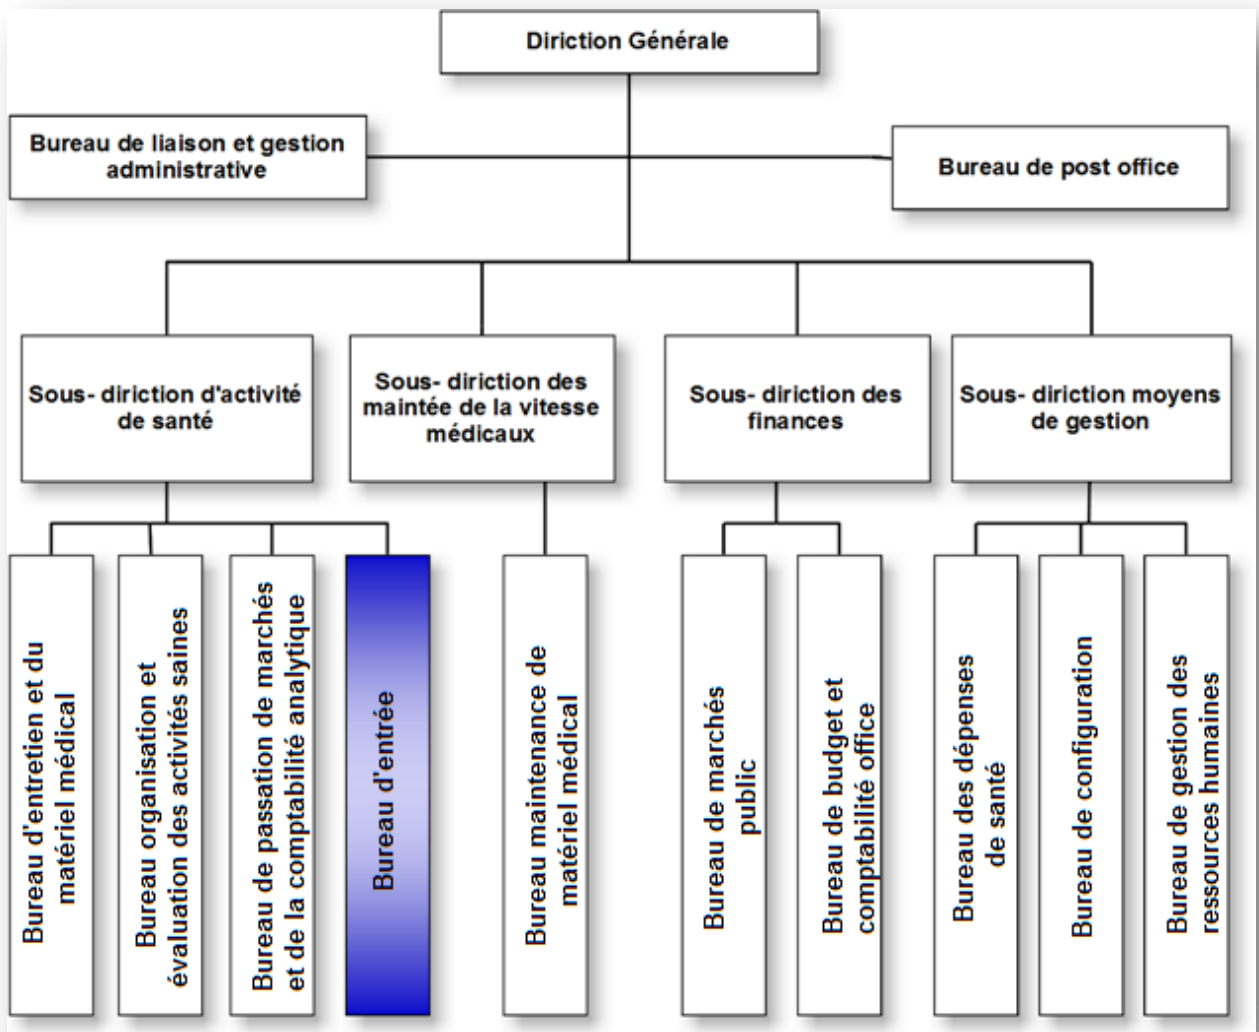 Diriction Générale
Bureau de liaison et gestion
administrative
Bureau de post office
Sous- diriction d'activité
de santé
Sous- diriction des
maintée de la vitesse
médicaux
Sous- diriction des
finances
Sous- diriction moyens
de gestion
Bureau d'entretien et du
matériel médical
Bureau organisation et
évaluation des activités saines
Bureau de passation de marchés
et de la comptabilité analytique
Bureau d'entrée
Bureau maintenance de
matériel médical
Bureau de marchés
public
Bureau de budget et
comptabilité office
Bureau des dépenses
de santé
Bureau de configuration
Bureau de gestion des
ressources humaines